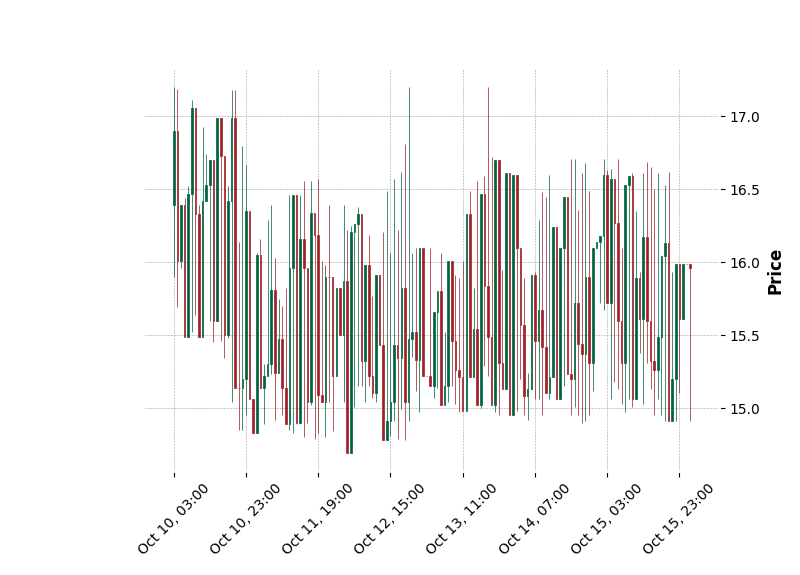 17.0
16.5
16.0
15.5
15.0
Price
Oct 10, 03:00
Oct 10, 23:00
Oct 11, 19:00
Oct 12, 15:00
Oct 13, 11:00
Oct 14, 07:00
Oct 15, 03:00
Oct 15, 23:00